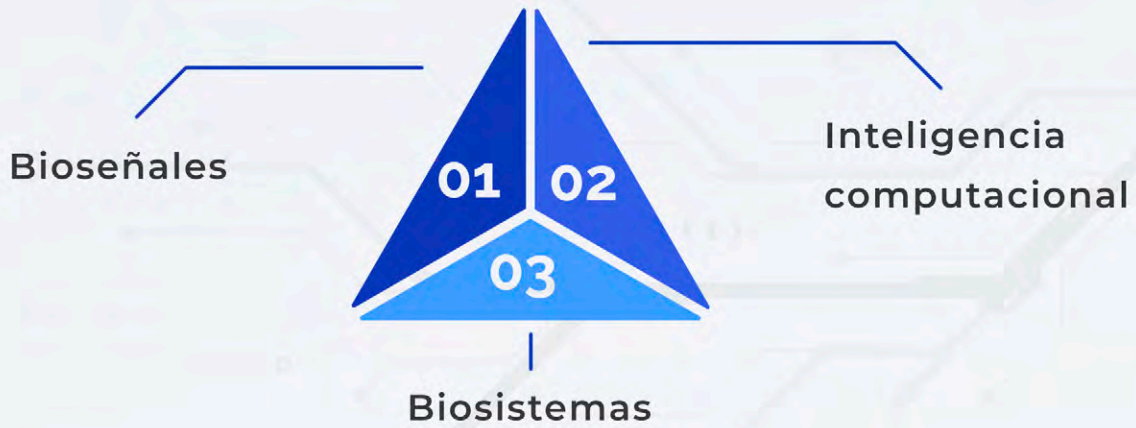 Bioseñales
01
02
Inteligencia
computacional
03
Biosistemas